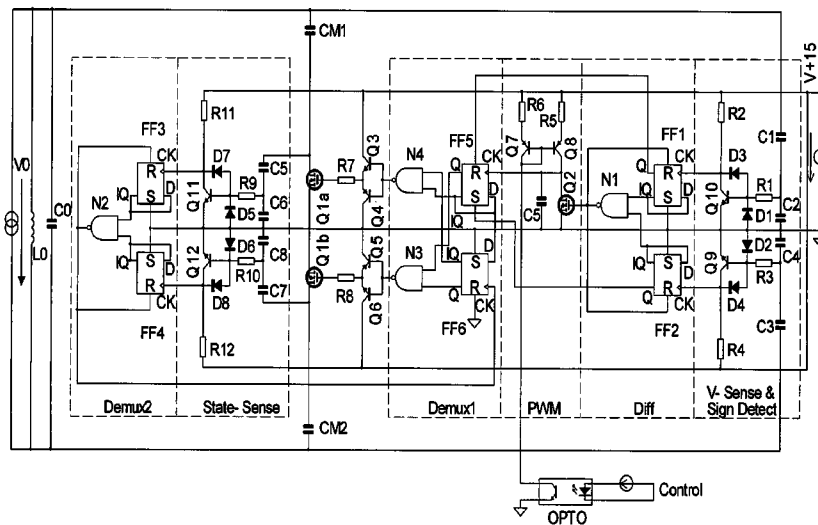 CM1
V+15
R11
R6
R5
R2
FF3
CK
D7
Q11
C5
Q3
R7
N4
FF5
CK
Q7
Q8
FF1
CK
D3
Q10
C1
V0
C0
L0
N2
R
S
D
IQ
R9
C6
D5
Q1a
Q4
Q
R
S
D
IQ
C5
Q2
N1
Q
R
S
D
IQ
R1
C2
D1
Q12
D6
C8
R10
C7
Q1b
Q5
R8
N3
Q6
D2
C4
R3
Q9
IQ
S
D
R
CK
D8
IQ
S
D
Q
R
CK
IQ
S
D
Q
R
CK
D4
C3
FF4
R12
FF6
FF2
R4
Demux2
State- Sense
Demux1
PWM
Diff
V- Sense &
Sign Detect
CM2
Control
OPTO